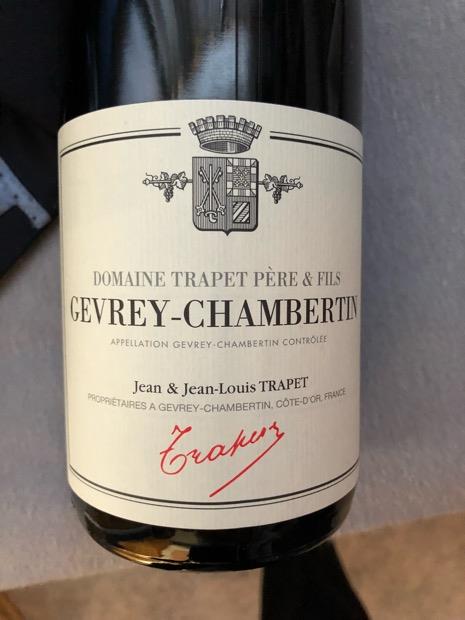 DOMAINE TRAPET PÈRE & FILS
GEVREY-CHAMBERTIN
APPELLATION GEVREY-CHAMBERTIN CONTRÔLÉE
Jean & Jean-Louis TRAPET
PROPRIÉTAIRES A GEVREY-CHAMBERTIN, CÔTE-D'OR, FRANCE
Trapet